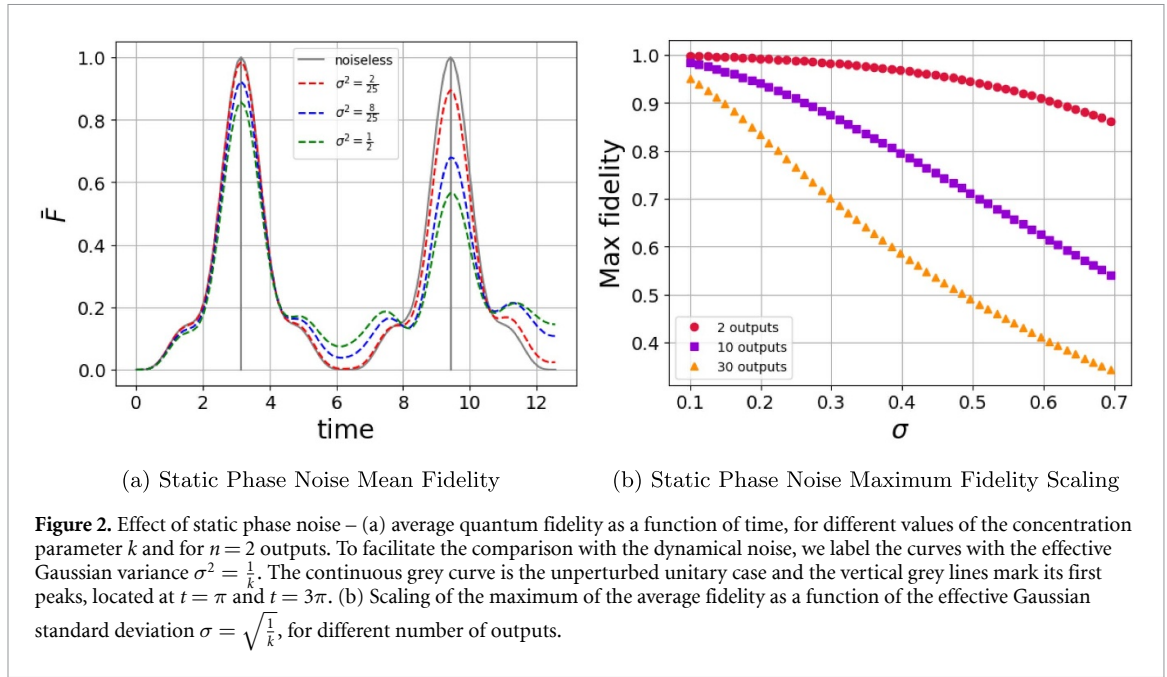 1.0
0.8
0.6
0.4
0.2
0.0
F̄
noiseless
σ² = 2/25
σ² = 8/25
σ² = 1/2
0 2 4 6 8 10 12
time
1.0
0.9
0.8
0.7
0.6
0.5
0.4
Max fidelity
2 outputs
10 outputs
30 outputs
0.1 0.2 0.3 0.4 0.5 0.6 0.7
σ
(a) Static Phase Noise Mean Fidelity
(b) Static Phase Noise Maximum Fidelity Scaling
Figure 2. Effect of static phase noise – (a) average quantum fidelity as a function of time, for different values of the concentration
parameter k and for n = 2 outputs. To facilitate the comparison with the dynamical noise, we label the curves with the effective
Gaussian variance σ² = 1/k. The continuous grey curve is the unperturbed unitary case and the vertical grey lines mark its first
peaks, located at t = π and t = 3π. (b) Scaling of the maximum of the average fidelity as a function of the effective Gaussian
standard deviation σ = √(1/k), for different number of outputs.